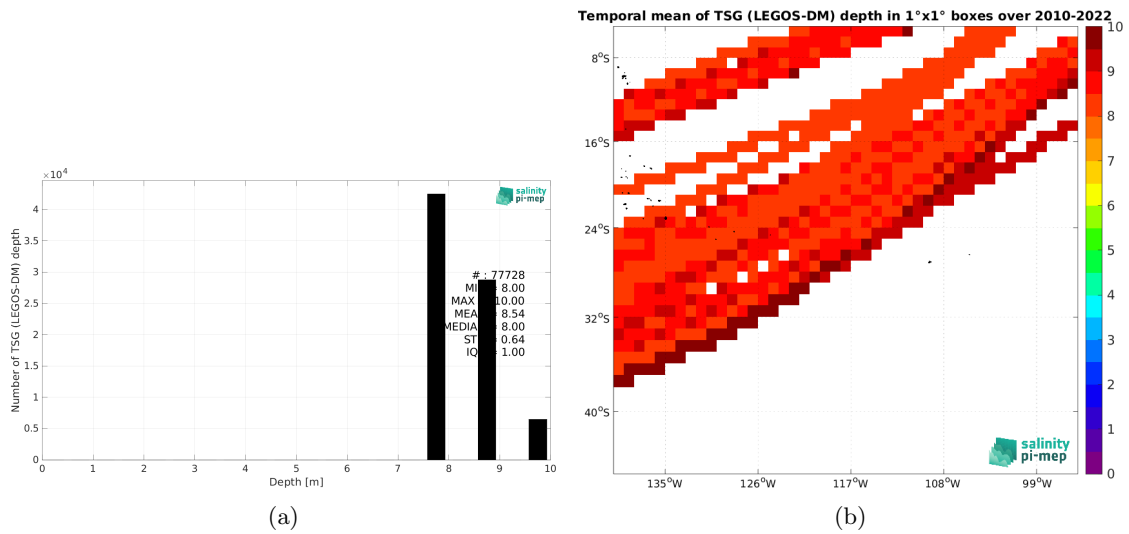 Temporal mean of TSG (LEGOS-DM) depth in 1°x1° boxes over 2010-2022
×10⁴
4
3.5
3
2.5
2
1.5
1
0.5
0
Number of TSG (LEGOS-DM) depth
salinity
pi-mep
# : 77728
8.00
MAX
10.00
8.54
8.00
0.64
1.00
0 1 2 3 4 5 6 7 8 9 10
Depth [m]
(a)
8°S
16°S
24°S
32°S
40°S
135°W 126°W 117°W 108°W 99°W
salinity
pi-mep
10
9
8
7
6
5
4
3
2
1
0
(b)